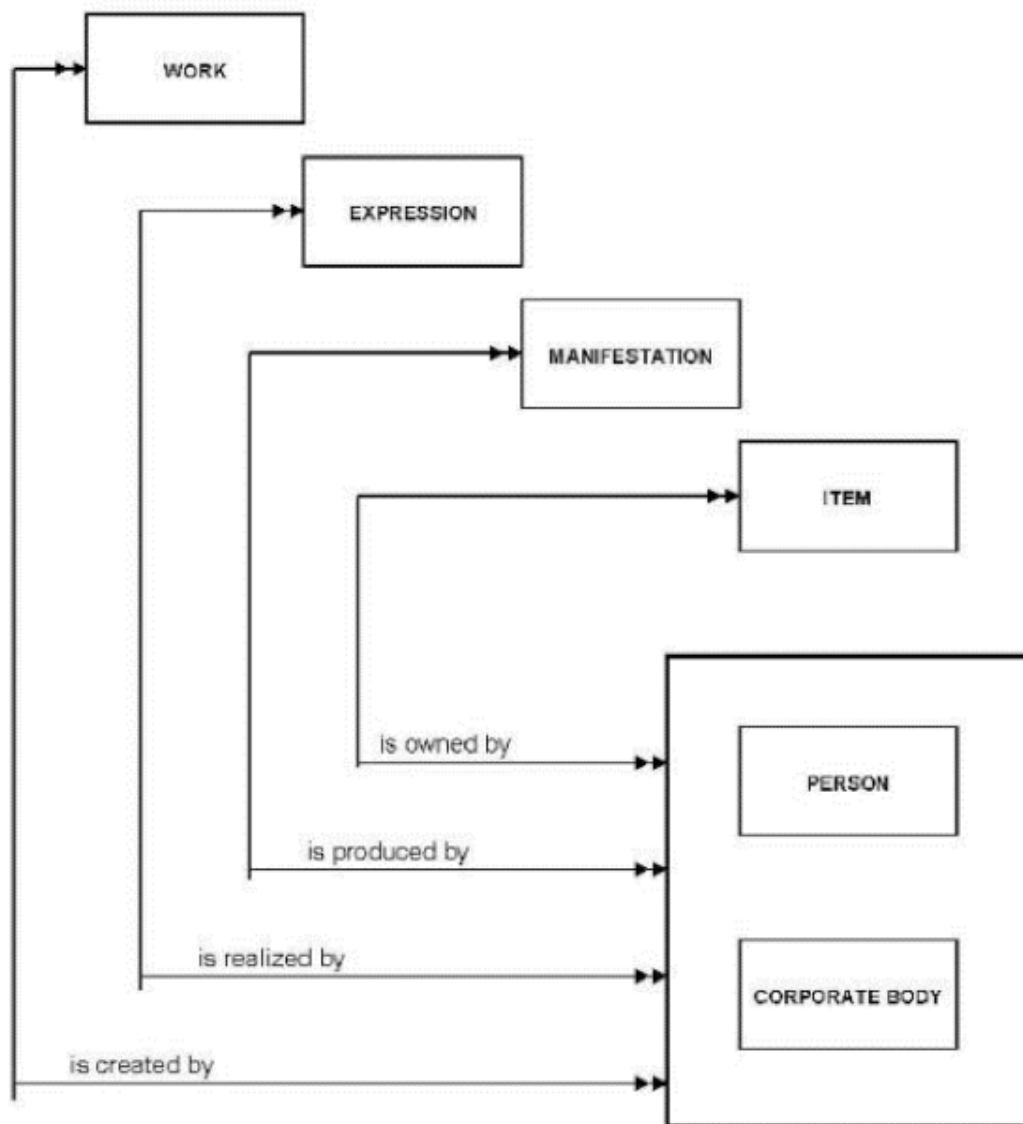 WORK
EXPRESSION
MANIFESTATION
ITEM
is owned by
PERSON
is produced by
is realized by
CORPORATE BODY
is created by